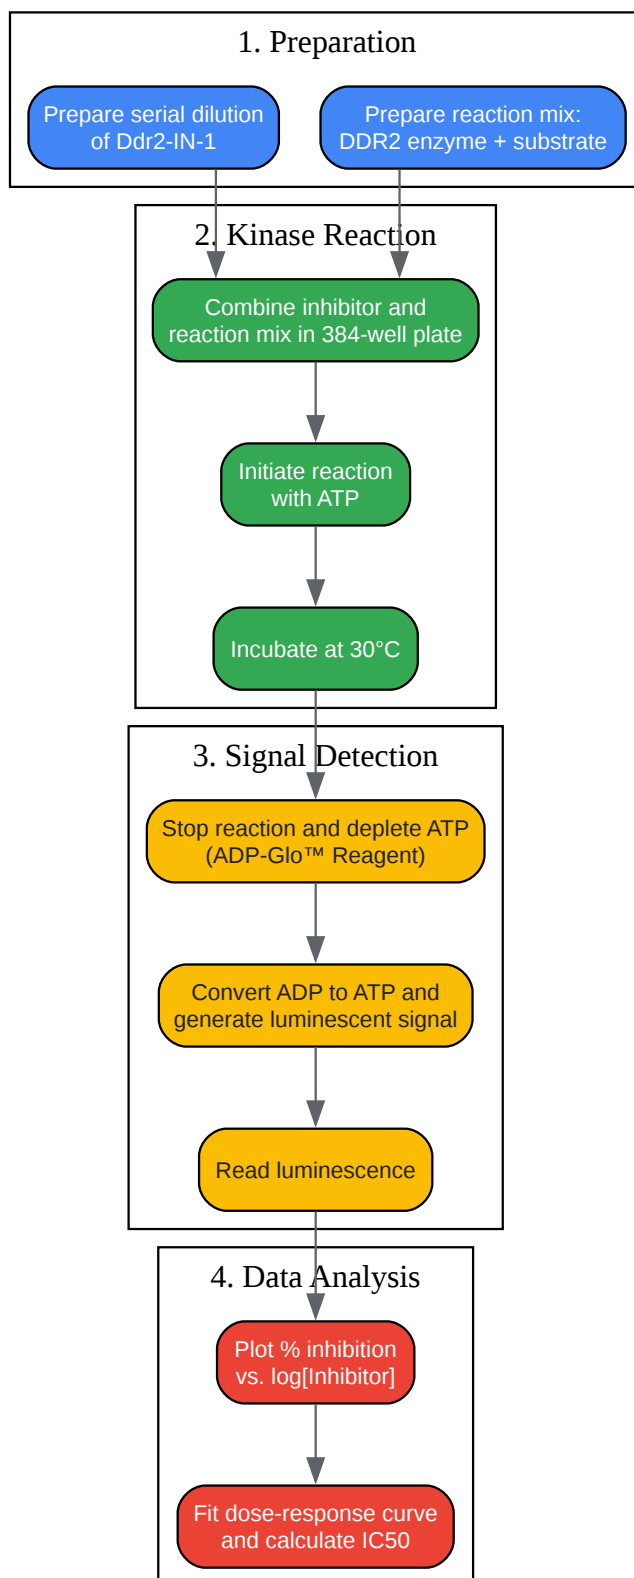 1. Preparation
Prepare serial dilution
of Ddr2-IN-1
Prepare reaction mix:
DDR2 enzyme + substrate
2. Kinase Reaction
Combine inhibitor and
reaction mix in 384-well plate
Initiate reaction
with ATP
Incubate at 30°C
3. Signal Detection
Stop reaction and deplete ATP
(ADP-Glo™ Reagent)
Convert ADP to ATP and
generate luminescent signal
Read luminescence
4. Data Analysis
Plot % inhibition
vs. log[Inhibitor]
Fit dose-response curve
and calculate IC50